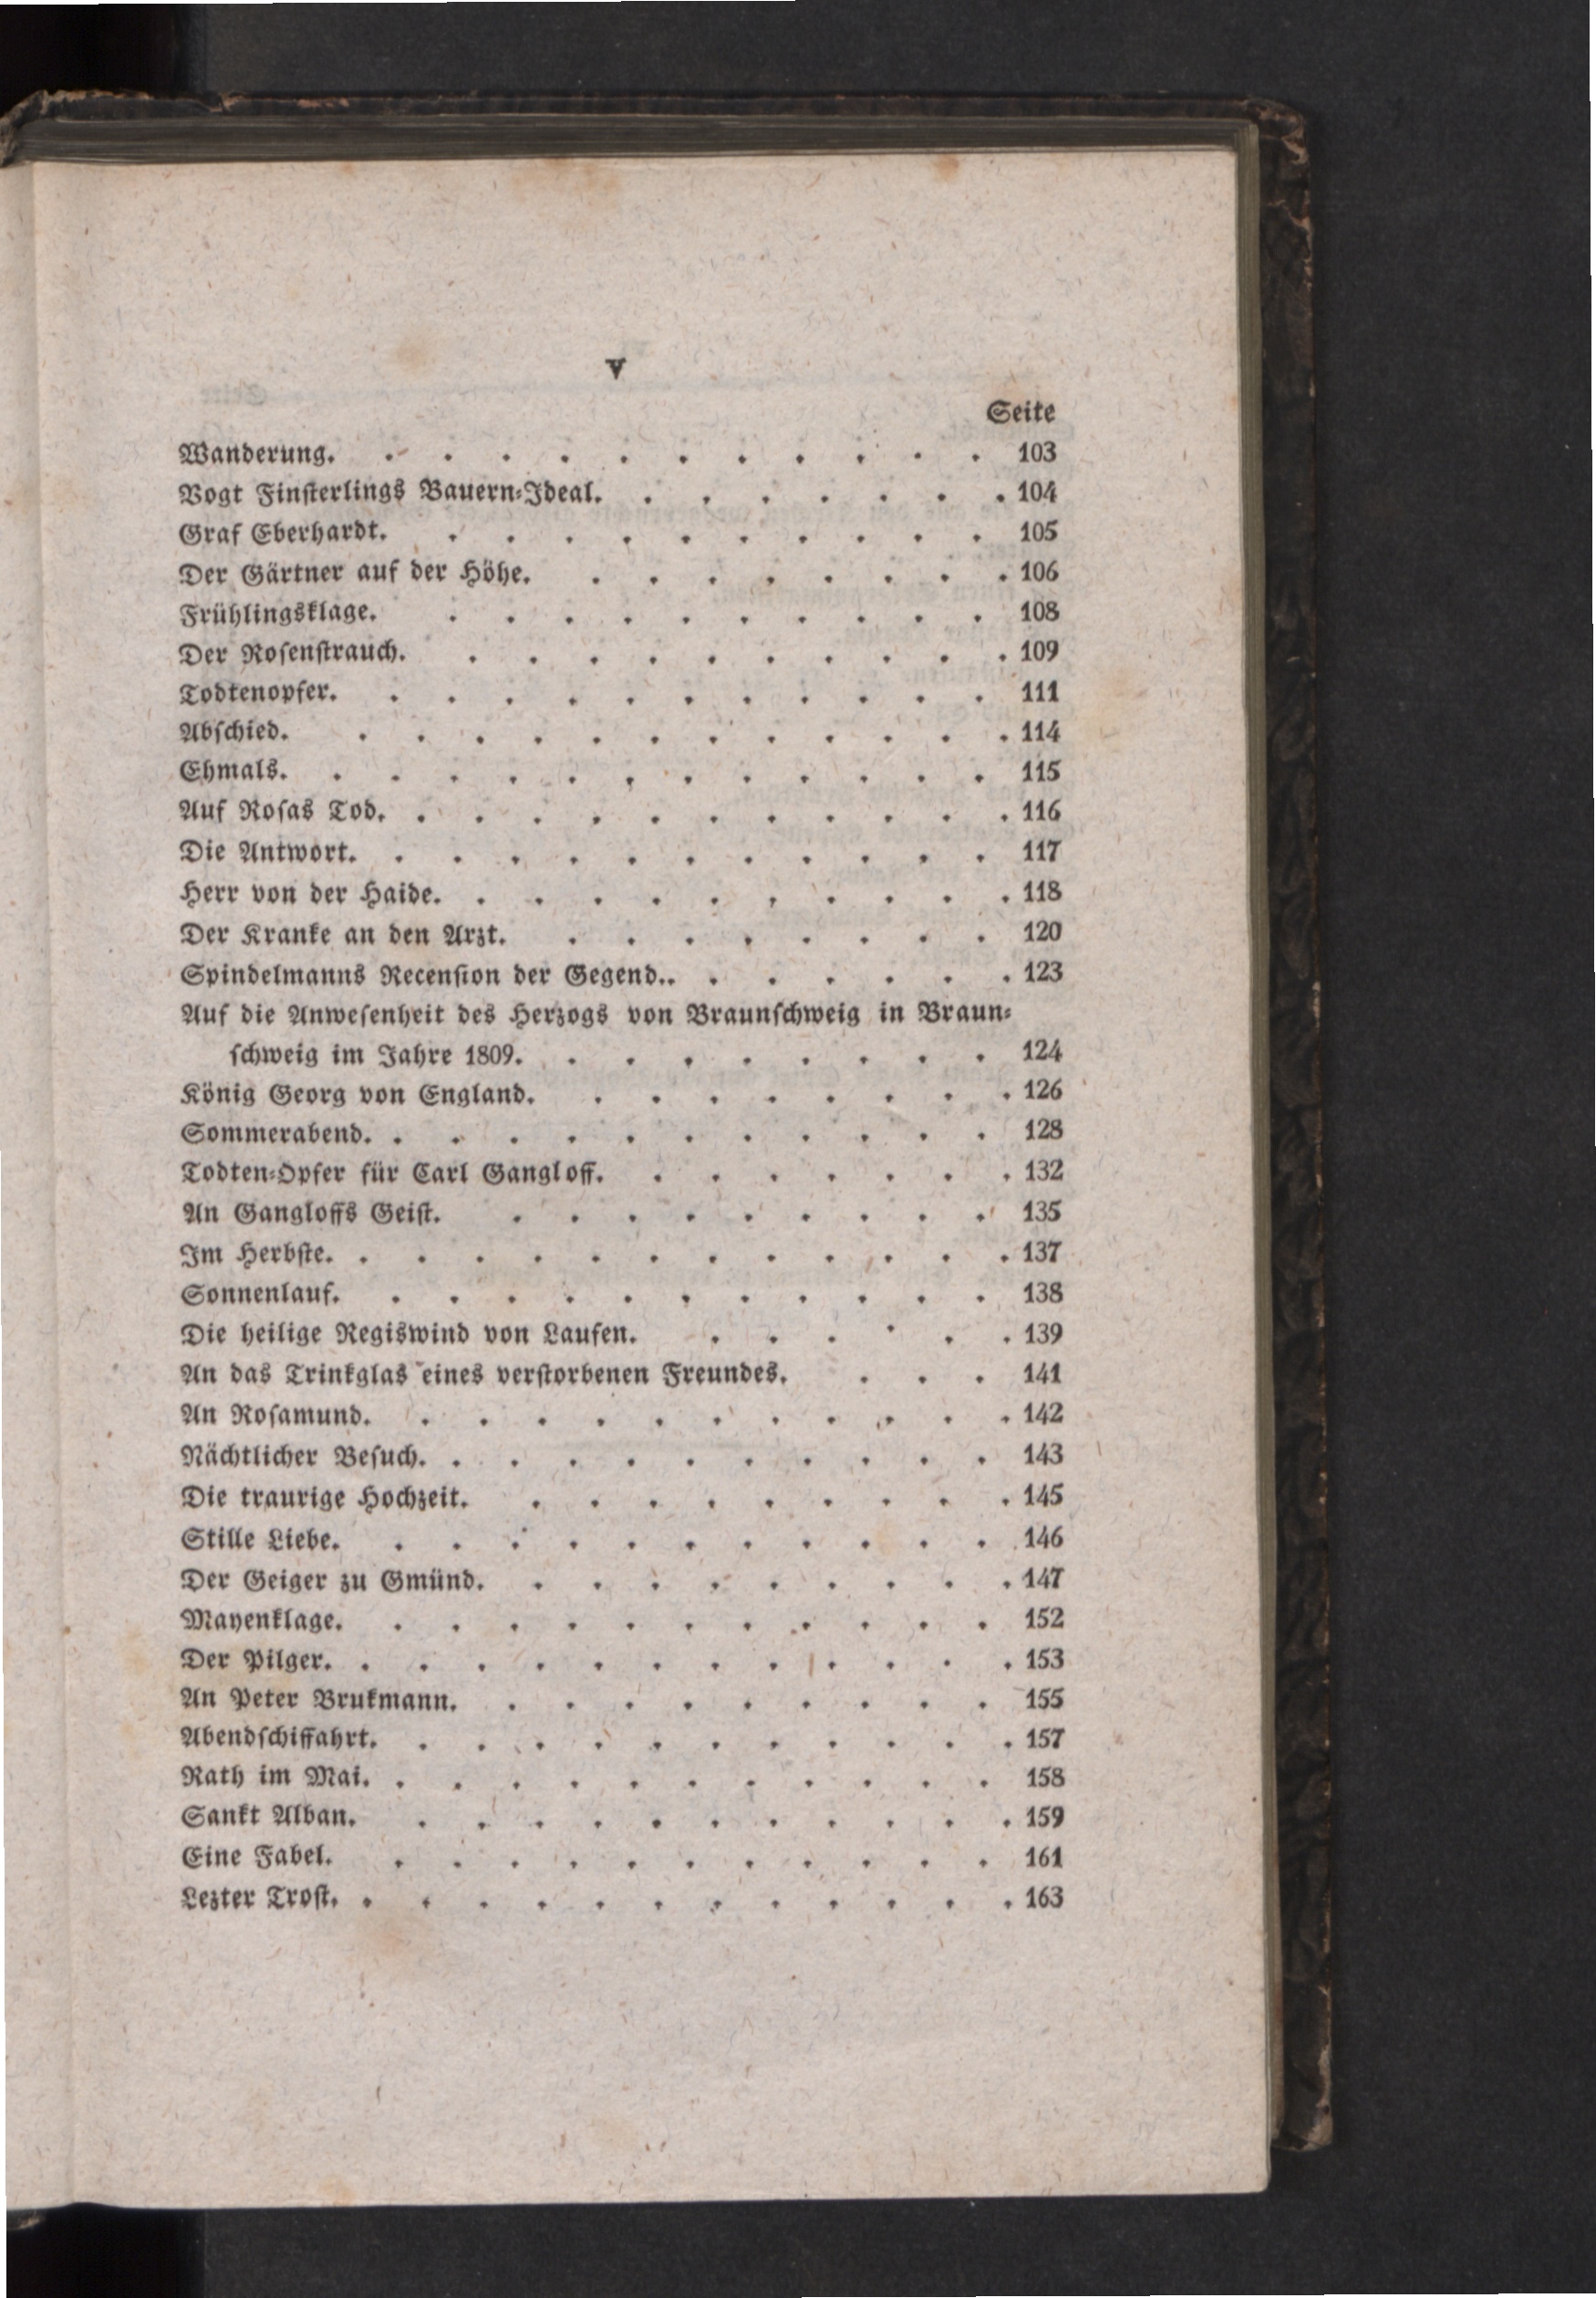 V
Seite
Wanderung. . . . . . . . . . . . 103
Vogt Finſterlings Bauern-Ideal. . . . . . . . 104
Graf Eberhardt. . . . . . . . . . . 105
Der Gärtner auf der Höhe. . . . . . . . . 106
Frühlingsklage. . . . . . . . . . . 108
Der Roſenſtrauch. . . . . . . . . . . 109
Todtenopfer. . . . . . . . . . . . 111
Abſchied. . . . . . . . . . . . . 114
Ehmals. . . . . . . . . . . . . 115
Auf Roſas Tod. . . . . . . . . . . . 116
Die Antwort. . . . . . . . . . . . 117
Herr von der Haide. . . . . . . . . . . 118
Der Kranke an den Arzt. . . . . . . . . 120
Spindelmanns Recenſion der Gegend.. . . . . . . 123
Auf die Anweſenheit des Herzogs von Braunſchweig in Braun-
ſchweig im Jahre 1809. . . . . . . . . 124
König Georg von England. . . . . . . . . 126
Sommerabend. . . . . . . . . . . . 128
Todten-Opfer für Carl Gangloff. . . . . . . . 132
An Gangloffs Geiſt. . . . . . . . . . 135
Im Herbſte. . . . . . . . . . . . . 137
Sonnenlauf. . . . . . . . . . . . 138
Die heilige Regiswind von Laufen. . . . . . . 139
An das Trinkglas eines verſtorbenen Freundes. . . . 141
An Roſamund. . . . . . . . . . . . 142
Nächtlicher Beſuch. . . . . . . . . . . 143
Die traurige Hochzeit. . . . . . . . . . 145
Stille Liebe. . . . . . . . . . . . 146
Der Geiger zu Gmünd. . . . . . . . . . 147
Mayenklage. . . . . . . . . . . . 152
Der Pilger. . . . . . . . . . . . . 153
An Peter Brukmann. . . . . . . . . . 155
Abendſchiffahrt. . . . . . . . . . . . 157
Rath im Mai. . . . . . . . . . . . 158
Sankt Alban. . . . . . . . . . . . 159
Eine Fabel. . . . . . . . . . . . 161
Lezter Troſt. . . . . . . . . . . . . 163